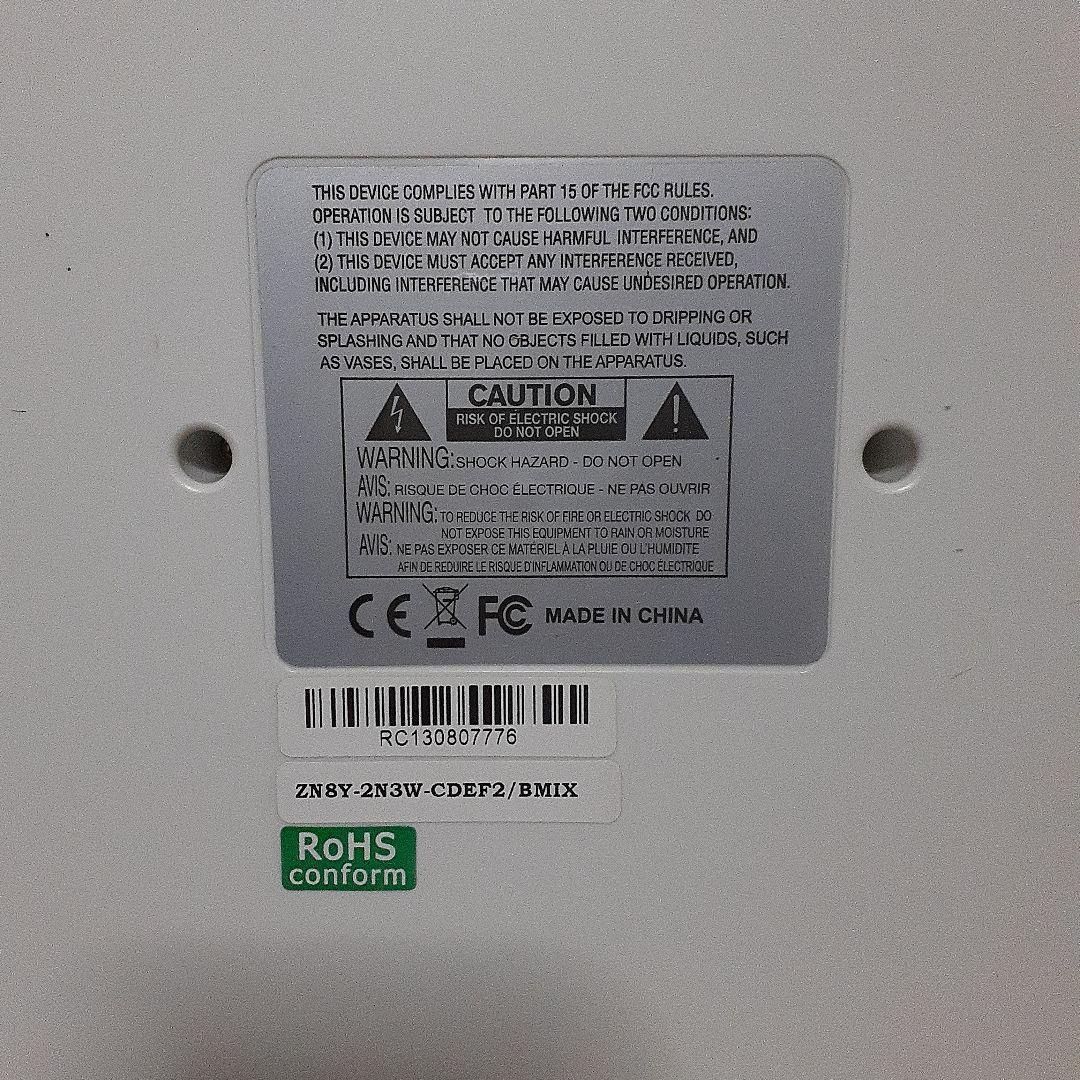 THIS DEVICE COMPLIES WITH PART 15 OF THE FCC RULES.
OPERATION IS SUBJECT TO THE FOLLOWING TWO CONDITIONS:
(1) THIS DEVICE MAY NOT CAUSE HARMFUL INTERFERENCE, AND
(2) THIS DEVICE MUST ACCEPT ANY INTERFERENCE RECEIVED,
INCLUDING INTERFERENCE THAT MAY CAUSE UNDESIRED OPERATION.
THE APPARATUS SHALL NOT BE EXPOSED TO DRIPPING OR
SPLASHING AND THAT NO OBJECTS FILLED WITH LIQUIDS, SUCH
AS VASES, SHALL BE PLACED ON THE APPARATUS.
CAUTION
RISK OF ELECTRIC SHOCK
DO NOT OPEN
WARNING: SHOCK HAZARD - DO NOT OPEN
AVIS: RISQUE DE CHOC ÉLECTRIQUE - NE PAS OUVRIR
WARNING: TO REDUCE THE RISK OF FIRE OR ELECTRIC SHOCK DO
NOT EXPOSE THIS EQUIPMENT TO RAIN OR MOISTURE
AVIS: NE PAS EXPOSER CE MATÉRIEL À LA PLUIE OU L'HUMIDITE
AFIN DE REDUIRE LE RISQUE D'INFLAMMATION OU DE CHOC ÉLECTRIQUE
CE FC MADE IN CHINA
RC130807776
ZN8Y-2N3W-CDEF2/BMIX
RoHS
conform